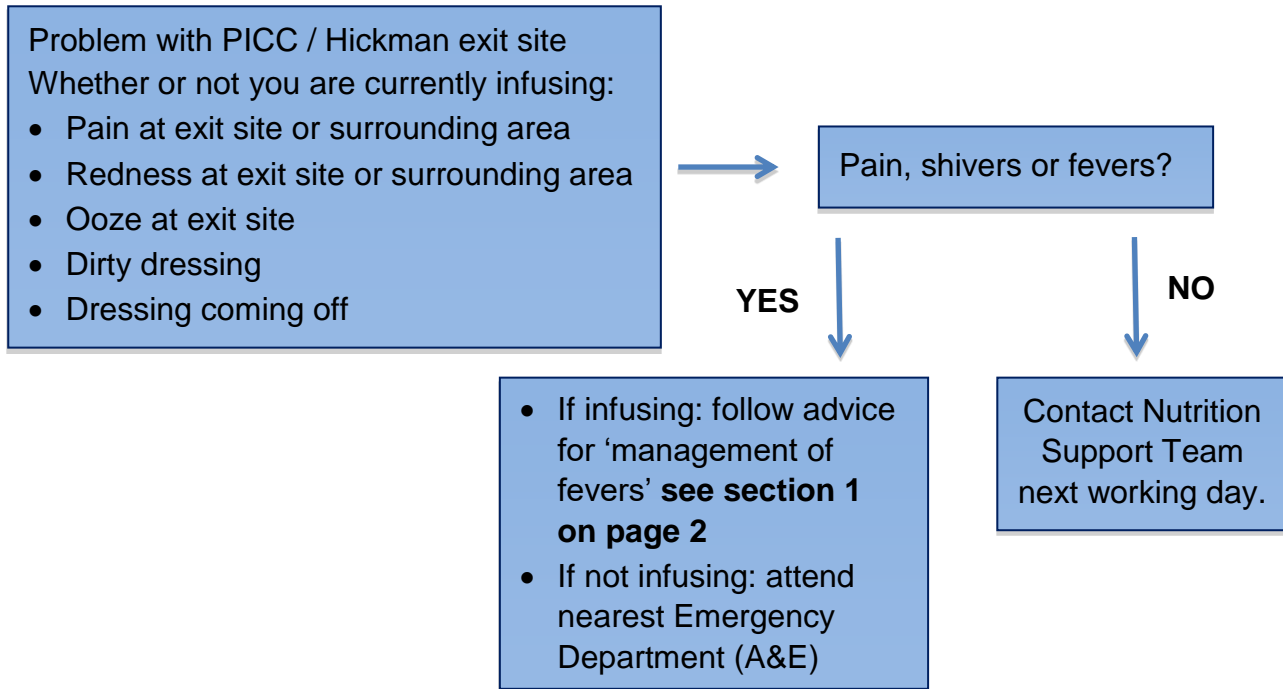 Problem with PICC / Hickman exit site
Whether or not you are currently infusing:
• Pain at exit site or surrounding area
• Redness at exit site or surrounding area
• Ooze at exit site
• Dirty dressing
• Dressing coming off
Pain, shivers or fevers?
YES
NO
• If infusing: follow advice
for ‘management of
fevers’ see section 1
on page 2
• If not infusing: attend
nearest Emergency
Department (A&E)
Contact Nutrition
Support Team
next working day.